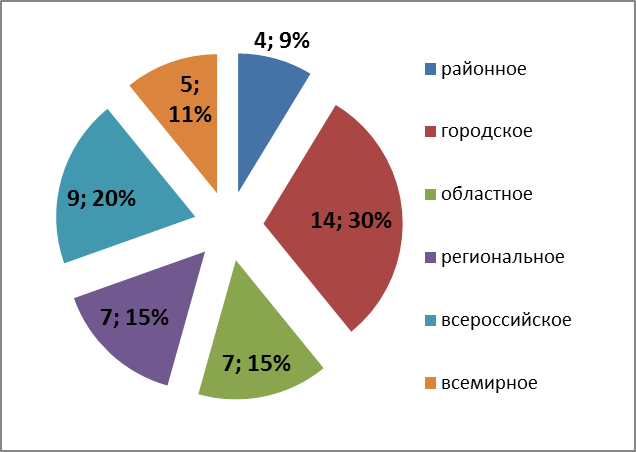 4; 9%
14; 30%
7; 15%
7; 15%
9; 20%
5;
11%
районное
городское
областное
региональное
всероссийское
всемирное